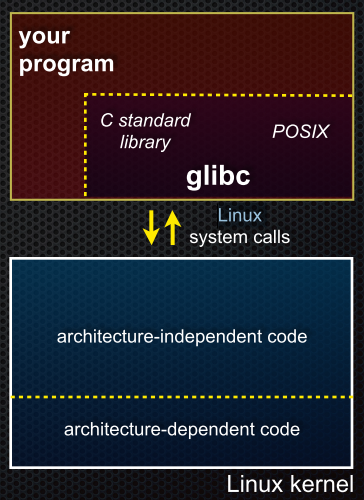 your
program
C standard
library
POSIX
glibc
Linux
system calls
architecture-independent code
architecture-dependent code
Linux kernel